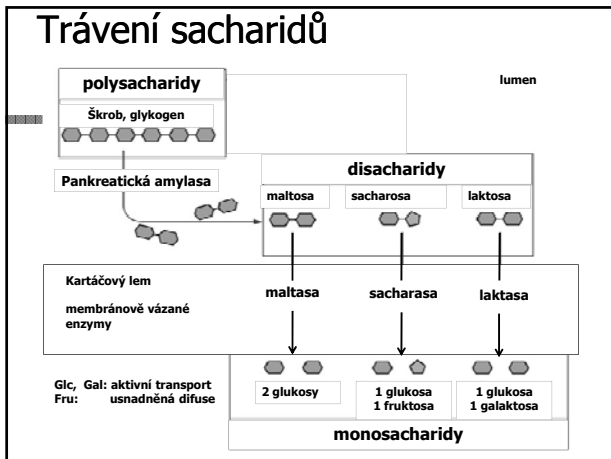 Trávení sacharidů
polysacharidy
lumen
Škrob, glykogen
disacharidy
Pankreatická amylasa
maltosa
sacharosa
laktosa
Kartáčový lem
membránově vázané
enzymy
maltasa
sacharasa
laktasa
Glc, Gal: aktivní transport
Fru: usnadněná difuse
2 glukosy
1 glukosa
1 fruktosa
1 glukosa
1 galaktosa
monosacharidy